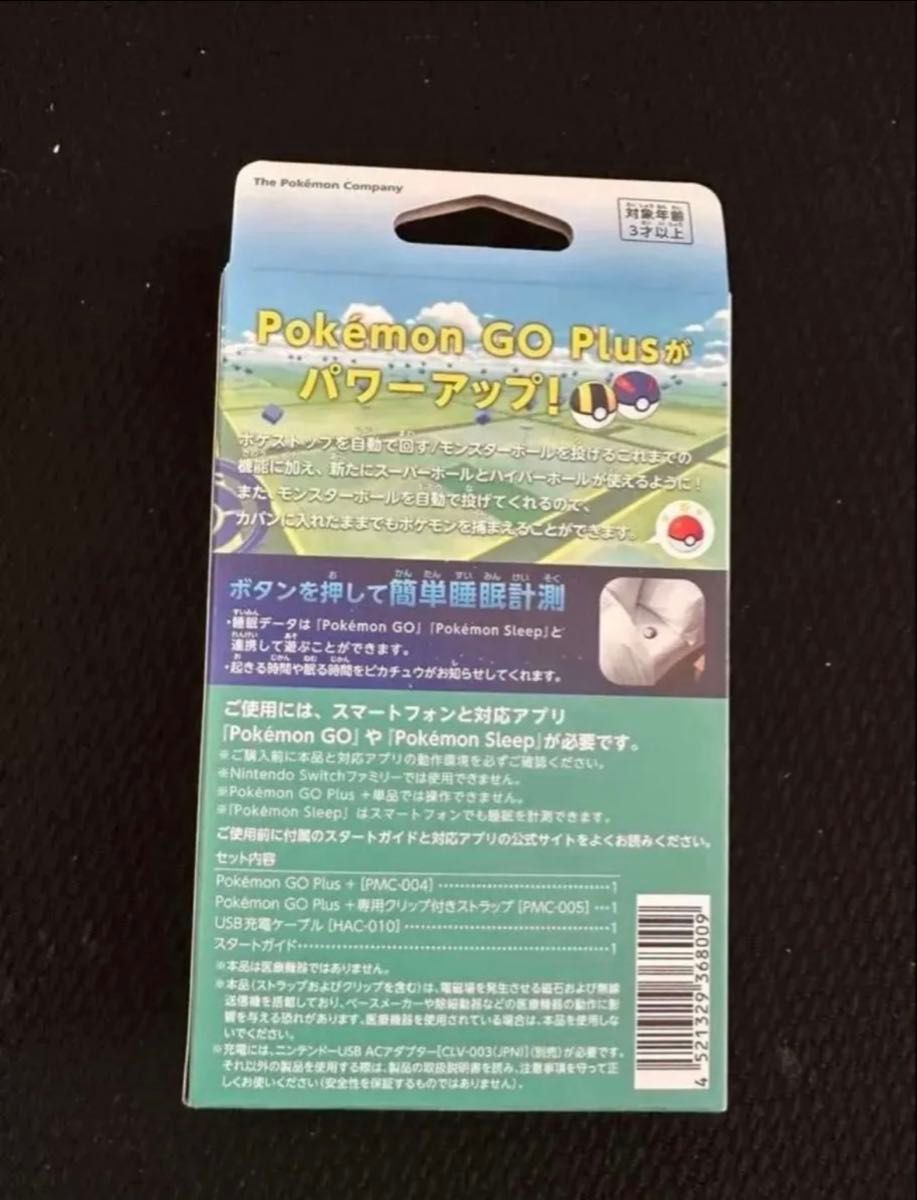 The Pokémon Company
対象年齢
3才以上
Pokémon GO Plusが
パワーアップ!
ポケストップを自動で回す/モンスターボールを投げるこれまでの
機能に加え、新たにスーパーボールとハイパーボールが使えるように!
また、モンスターボールを自動で投げてくれるので、
カバンに入れたままでもポケモンを捕まえることができます。
ボタンを押して簡単睡眠計測
・睡眠データは『Pokémon GO』『Pokémon Sleep』と
連携して遊ぶことができます。
・起きる時間や眠る時間をピカチュウがお知らせしてくれます。
ご使用には、スマートフォンと対応アプリ
『Pokémon GO』や『Pokémon Sleep』が必要です。
※ご購入前に本品と対応アプリの動作環境を必ずご確認ください。
※Nintendo Switchファミリーでは使用できません。
※Pokémon GO Plus +単品では操作できません。
※『Pokémon Sleep』はスマートフォンでも睡眠を計測できます。
ご使用前に付属のスタートガイドと対応アプリの公式サイトをよくお読みください。
セット内容
Pokémon GO Plus + [PMC-004] ……………………………1
Pokémon GO Plus +専用クリップ付きストラップ [PMC-005] …1
USB充電ケーブル [HAC-010] ……………………………1
スタートガイド……………………………………………1
※本品は医療機器ではありません。
※本品(ストラップおよびクリップを含む)は、電磁場を発生させる磁石および無線
送信機を搭載しており、ペースメーカーや除細動器などの医療機器の動作に影
響を与える恐れがあります。医療機器を使用されている場合は、本品を使用しな
いでください。
※充電には、ニンテンドーUSB ACアダプター[CLV-003(JPN)](別売)が必要です。
それ以外の製品を使用する際は、製品の取扱説明書を読み、注意事項を守って正
しくお使いください(安全性を保証するものではありません)。
4 521329 368009